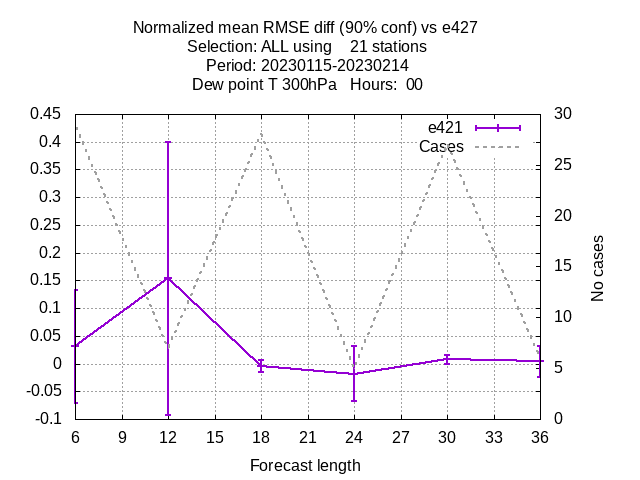 Normalized mean RMSE diff (90% conf) vs e427
Selection: ALL using    21 stations
Period: 20230115-20230214
Dew point T 300hPa   Hours:  00
0.45
0.4
0.35
0.3
0.25
0.2
0.15
0.1
0.05
0
-0.05
-0.1
e421
Cases
30
25
20
15
10
5
0
No cases
6 9 12 15 18 21 24 27 30 33 36
Forecast length